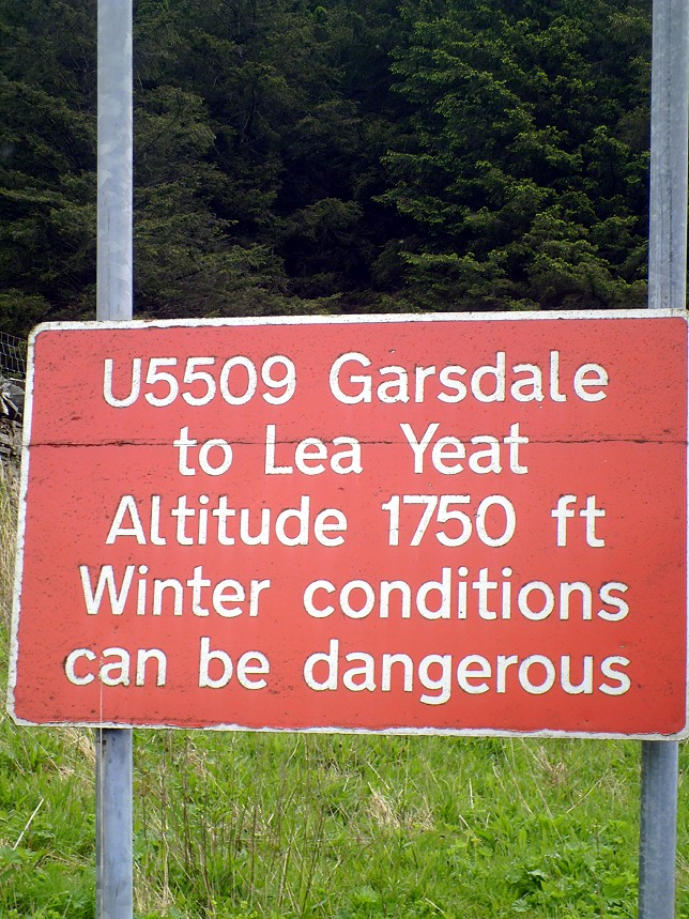 U5509 Garsdale
to Lea Yeat
Altitude 1750 ft
Winter conditions
can be dangerous